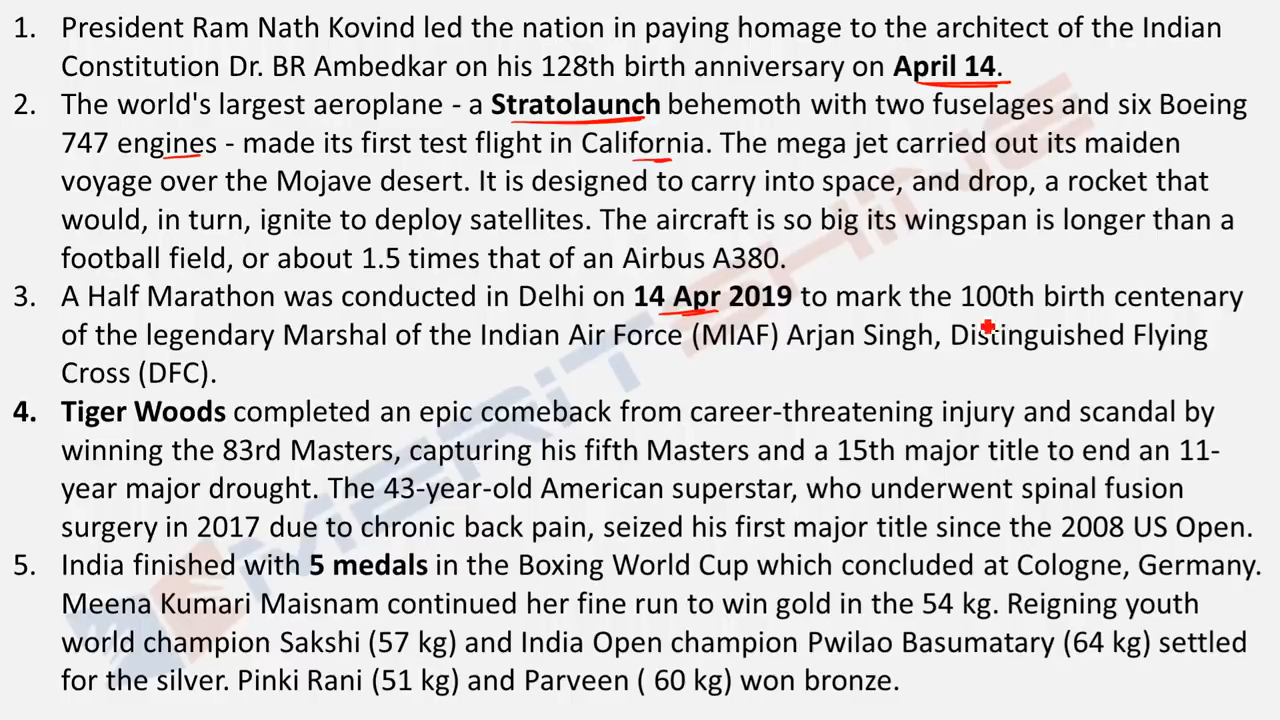 1. President Ram Nath Kovind led the nation in paying homage to the architect of the Indian
Constitution Dr. BR Ambedkar on his 128th birth anniversary on April 14.
2. The world's largest aeroplane - a Stratolaunch behemoth with two fuselages and six Boeing
747 engines - made its first test flight in California. The mega jet carried out its maiden
voyage over the Mojave desert. It is designed to carry into space, and drop, a rocket that
would, in turn, ignite to deploy satellites. The aircraft is so big its wingspan is longer than a
football field, or about 1.5 times that of an Airbus A380.
3. A Half Marathon was conducted in Delhi on 14 Apr 2019 to mark the 100th birth centenary
of the legendary Marshal of the Indian Air Force (MIAF) Arjan Singh, Distinguished Flying
Cross (DFC).
4. Tiger Woods completed an epic comeback from career-threatening injury and scandal by
winning the 83rd Masters, capturing his fifth Masters and a 15th major title to end an 11-
year major drought. The 43-year-old American superstar, who underwent spinal fusion
surgery in 2017 due to chronic back pain, seized his first major title since the 2008 US Open.
5. India finished with 5 medals in the Boxing World Cup which concluded at Cologne, Germany.
Meena Kumari Maisnam continued her fine run to win gold in the 54 kg. Reigning youth
world champion Sakshi (57 kg) and India Open champion Pwilao Basumatary (64 kg) settled
for the silver. Pinki Rani (51 kg) and Parveen ( 60 kg) won bronze.
MERIT SHINE